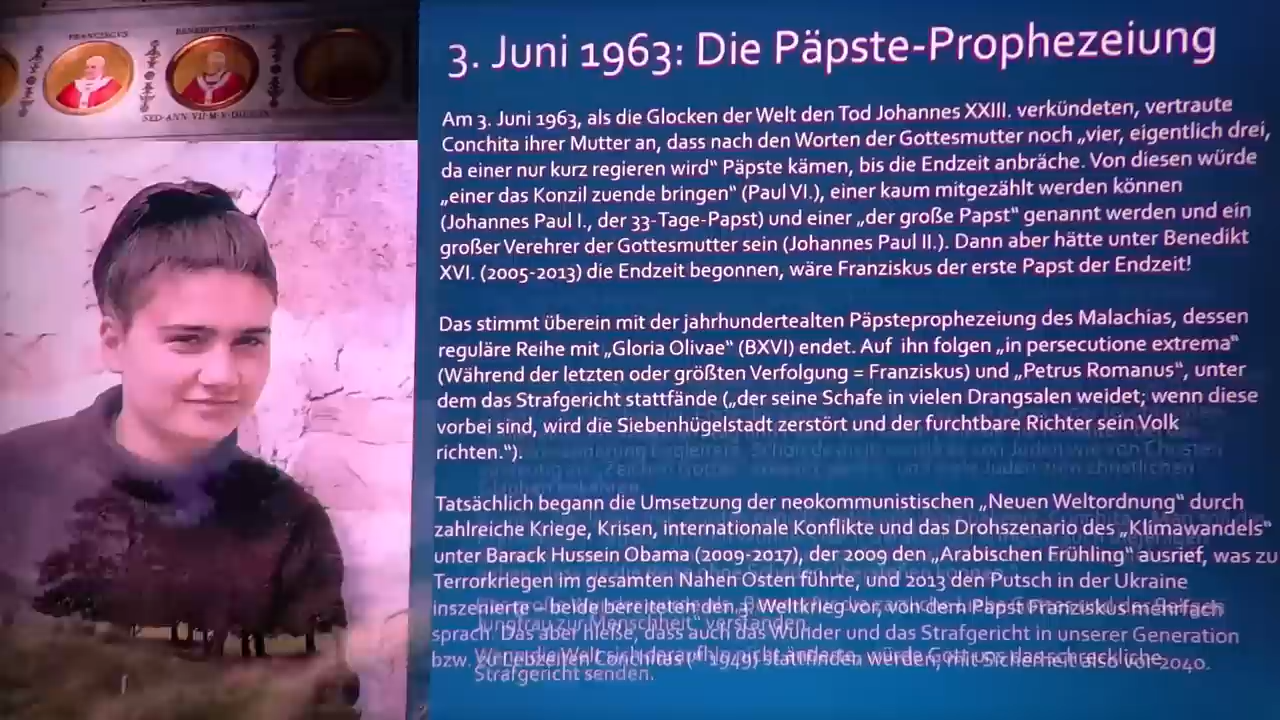 FRANCISCVS
3. Juni 1963: Die Päpste-Prophezeiung
Am 3. Juni 1963, als die Glocken der Welt den Tod Johannes XXIII. verkündeten, vertraute
Conchita ihrer Mutter an, dass nach den Worten der Gottesmutter noch „vier, eigentlich drei,
da einer nur kurz regieren wird“ Päpste kämen, bis die Endzeit anbräche. Von diesen würde
„einer das Konzil zuende bringen“ (Paul VI.), einer kaum mitgezählt werden können
(Johannes Paul I., der 33-Tage-Papst) und einer „der große Papst“ genannt werden und ein
großer Verehrer der Gottesmutter sein (Johannes Paul II.). Dann aber hätte unter Benedikt
XVI. (2005-2013) die Endzeit begonnen, wäre Franziskus der erste Papst der Endzeit!
Das stimmt überein mit der jahrhundertealten Päpsteprophezeiung des Malachias, dessen
reguläre Reihe mit „Gloria Olivae“ (BXVI) endet. Auf ihn folgen „in persecutione extrema“
(Während der letzten oder größten Verfolgung = Franziskus) und „Petrus Romanus“, unter
dem das Strafgericht stattfände („der seine Schafe in vielen Drangsalen weidet; wenn diese
vorbei sind, wird die Siebenhügelstadt zerstört und der furchtbare Richter sein Volk
richten.“).
Tatsächlich begann die Umsetzung der neokommunistischen „Neuen Weltordnung“ durch
zahlreiche Kriege, Krisen, internationale Konflikte und das Drohszenario des „Klimawandels“
unter Barack Hussein Obama (2009-2017), der 2009 den „Arabischen Frühling“ ausrief, was zu
Terrorkriegen im gesamten Nahen Osten führte, und 2013 den Putsch in der Ukraine
inszenierte – beide bereiteten den 3. Weltkrieg vor, von dem Papst Franziskus mehrfach
Jungfrau zur Menschheit“ verstanden.
sprach. Das aber hieße, dass auch das Wunder und das Strafgericht in unserer Generation
bzw. zu Lebzeiten Conchitas (* 1949) stattfinden würden, mit Sicherheit also vor 2040.
Strafgericht senden.